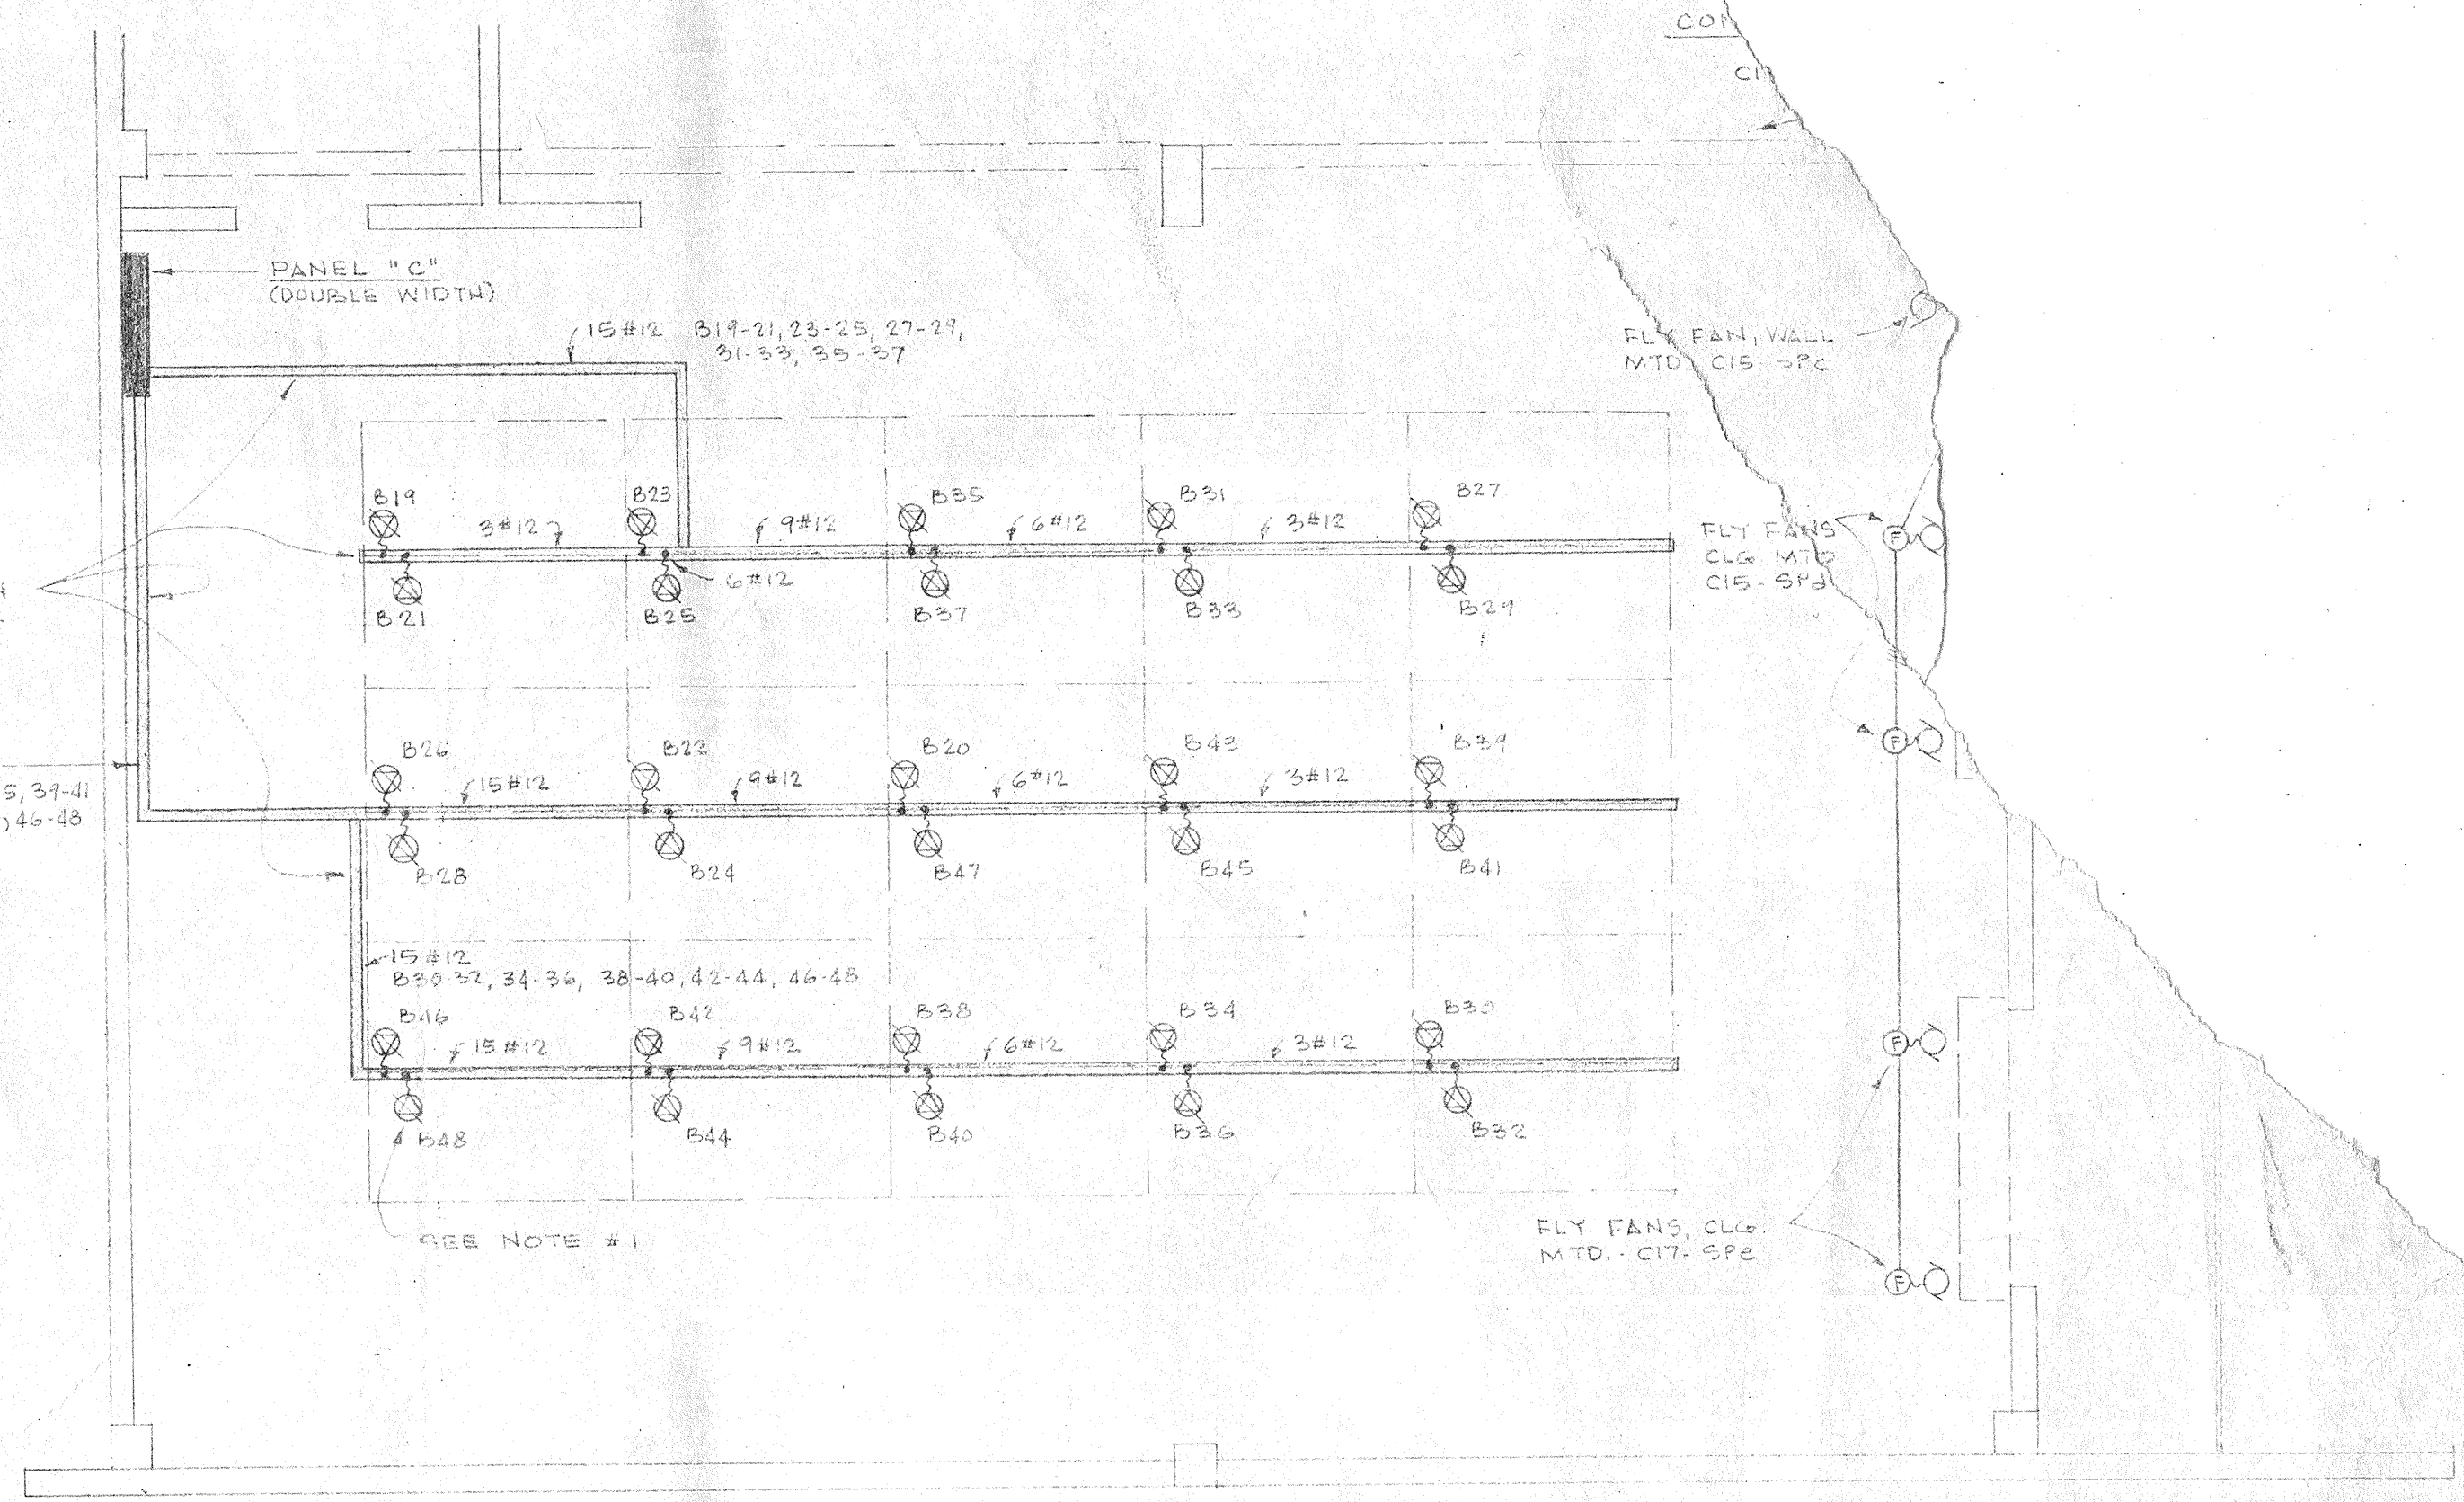 PANEL "C"
(DOUBLE WIDTH)
15#12 B19-21, 23-25, 27-29,
31-33, 35-37
FLY FAN, WALL
MTD C15-SPc
B19
B23
B35
B31
B27
3#12
9#12
6#12
3#12
6#12
B21
B25
B37
B33
B29
FLY FANS
CLG MTD
C15-SPd
F
F
B26
B22
B20
B43
B39
15#12
9#12
6#12
3#12
5, 39-41
, 46-48
B28
B24
B47
B45
B41
15#12
B30-32, 34-36, 38-40, 42-44, 46-48
B46
B42
B38
B34
B30
15#12
9#12
6#12
3#12
F
B48
B44
B40
B36
B32
SEE NOTE #1
FLY FANS, CLG.
MTD. - C17-SPe
F